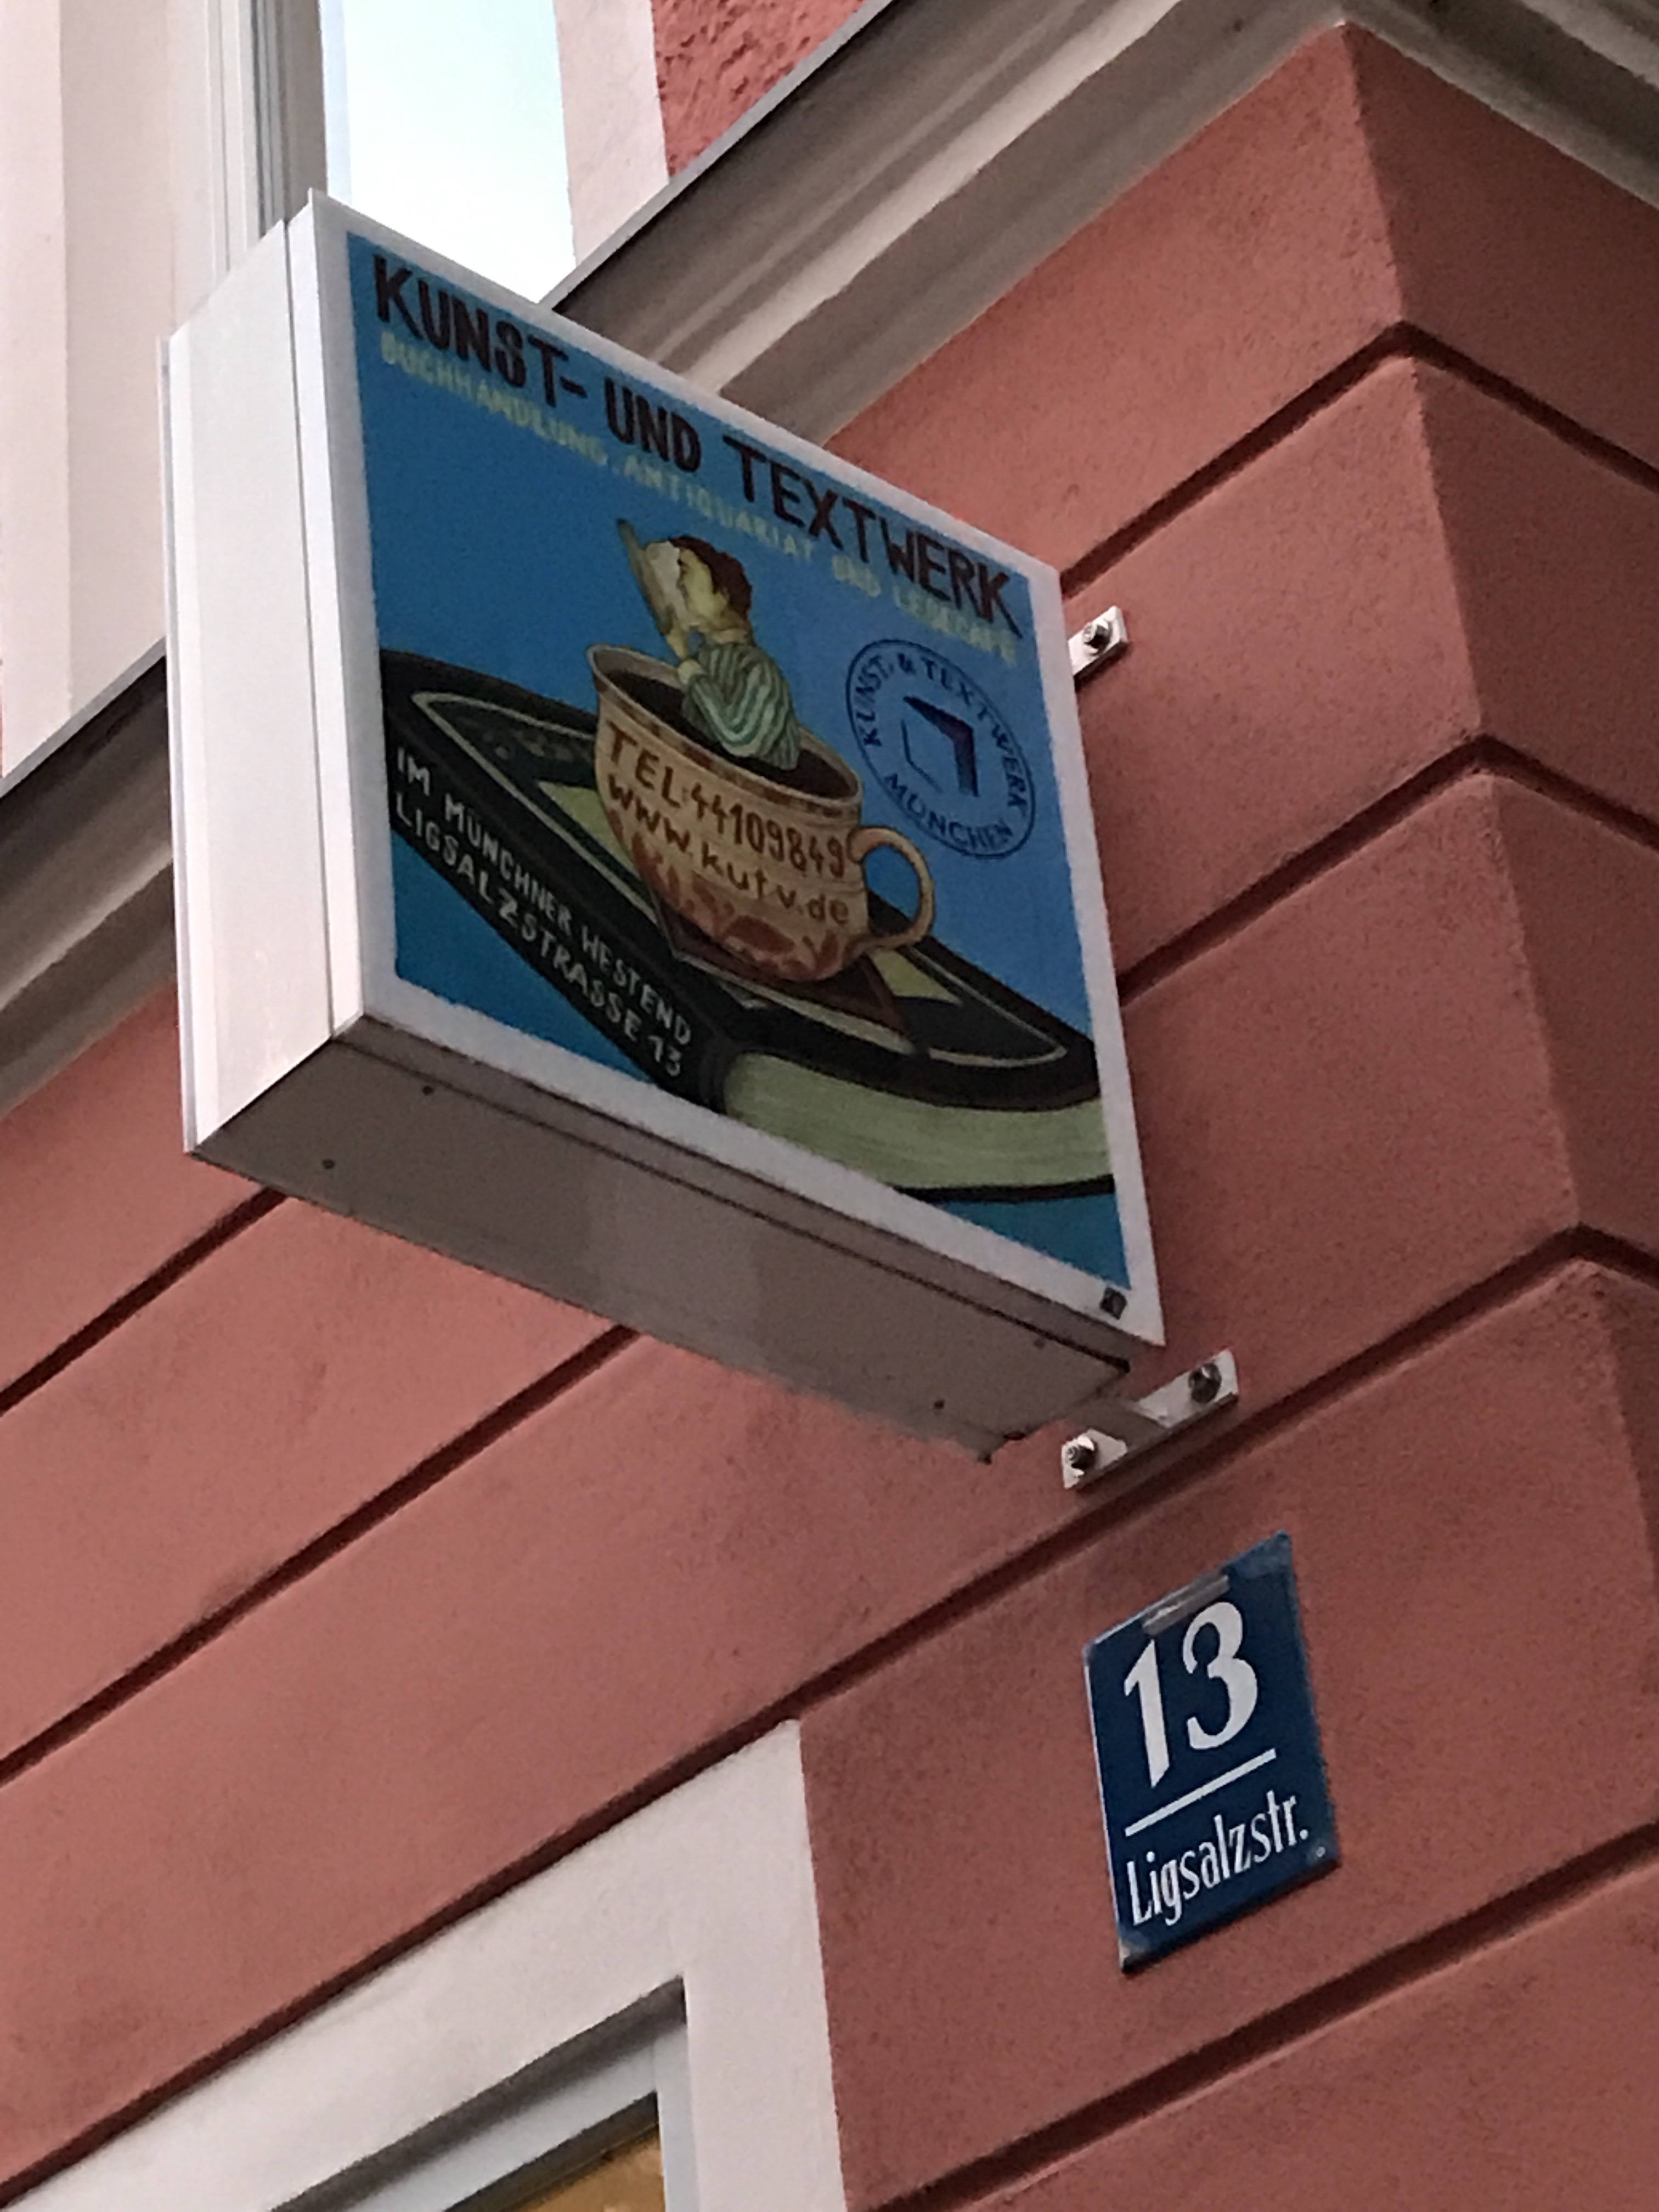 KUNST- UND TEXTWERK
BUCHHANDLUNG, ANTIQUARIAT UND LESECAFÉ
KUNST & TEXTWERK
MÜNCHEN
TEL:44109849
www.kutv.de
IM MÜNCHNER WESTEND
LIGSALZSTRASSE 13
13
Ligsalzstr.